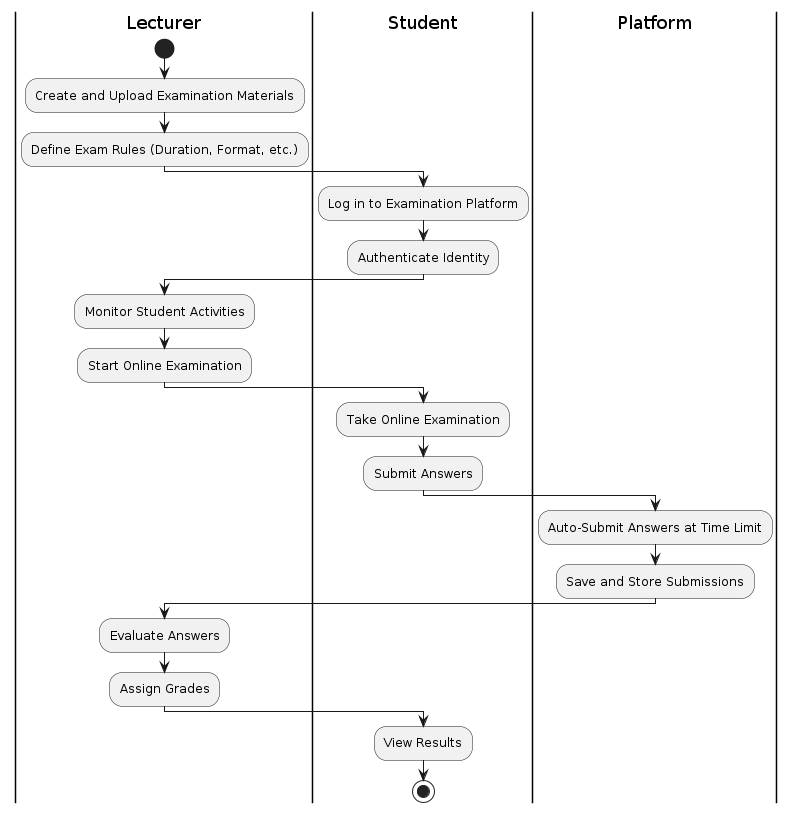 Lecturer Student Platform
Create and Upload Examination Materials
Define Exam Rules (Duration, Format, etc.)
Log in to Examination Platform
Authenticate Identity
Monitor Student Activities
Start Online Examination
Take Online Examination
Submit Answers
Auto-Submit Answers at Time Limit
Save and Store Submissions
Evaluate Answers
Assign Grades
View Results